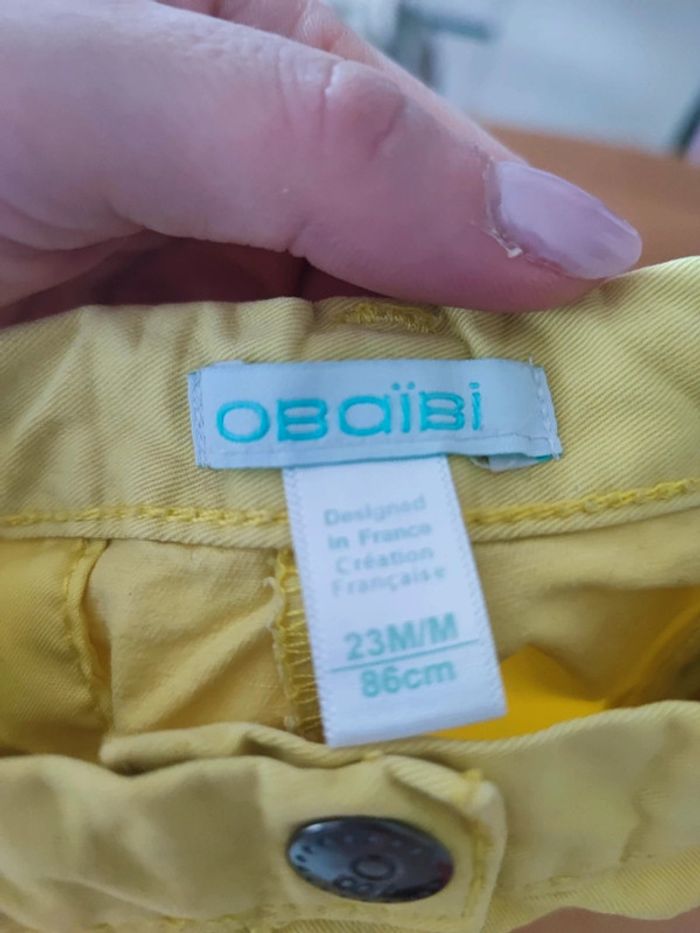 OBaïBi
Designed
In France
Création
Française
23M/M
86cm